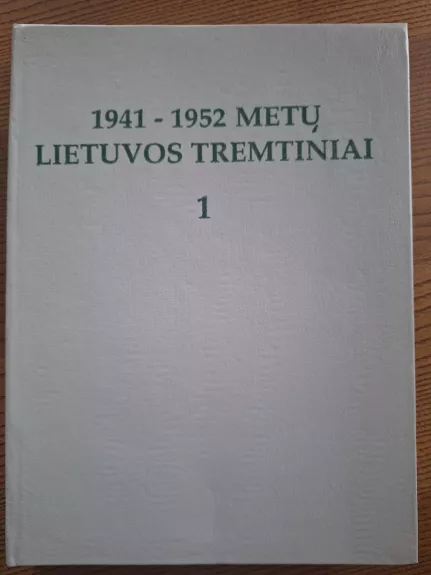 1941 - 1952 METŲ
LIETUVOS TREMTINIAI
1